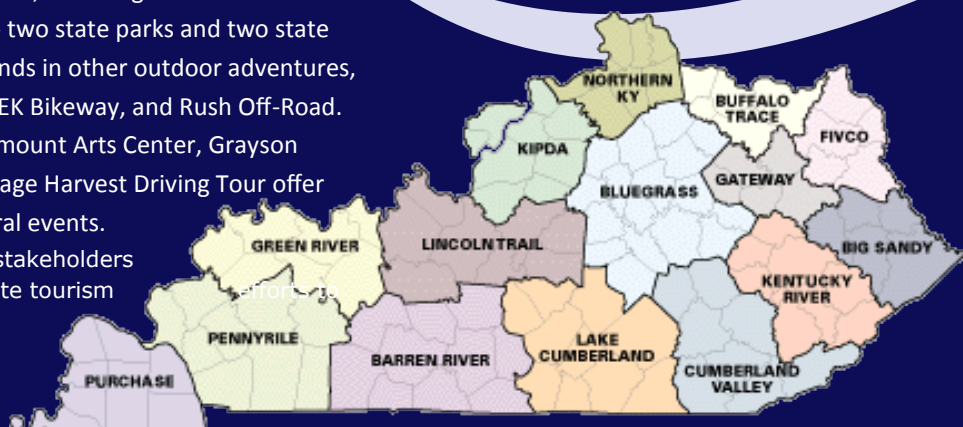 two state parks and two state
nds in other outdoor adventures,
EK Bikeway, and Rush Off-Road.
mount Arts Center, Grayson
age Harvest Driving Tour offer
ral events.
stakeholders
te tourism efforts to
NORTHERN
KY
BUFFALO
TRACE
FIVCO
KIPDA
BLUEGRASS
GATEWAY
GREEN RIVER
LINCOLN TRAIL
BIG SANDY
KENTUCKY
RIVER
PENNYRILE
BARREN RIVER
LAKE
CUMBERLAND
CUMBERLAND
VALLEY
PURCHASE